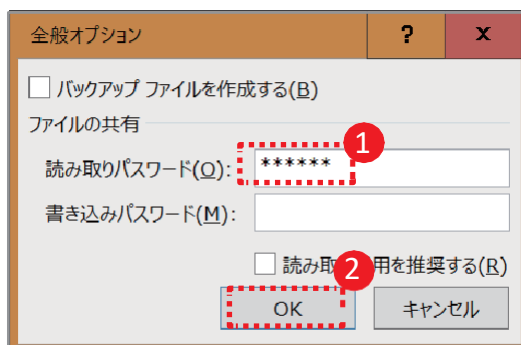 全般オプション ? x
バックアップ ファイルを作成する(B)
ファイルの共有
1
読み取りパスワード(O): ******
書き込みパスワード(M):
読み取 用を推奨する(R)
2
OK キャンセル